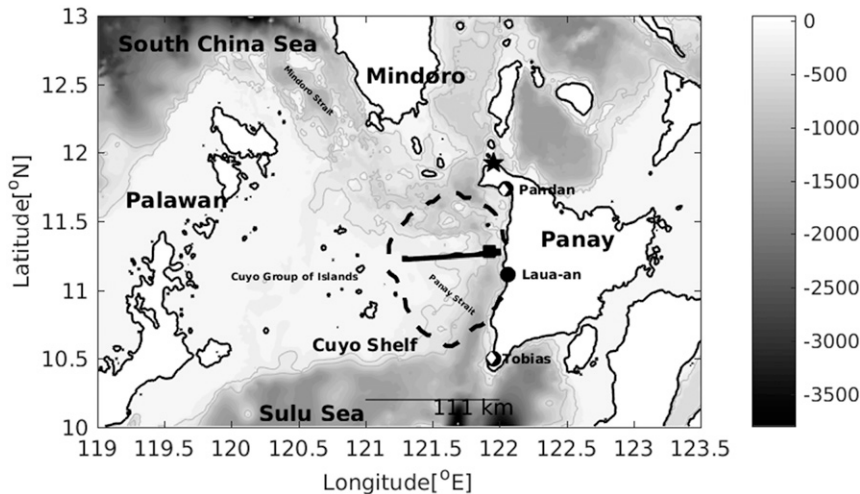 13
12.5
12
11.5
11
10.5
10
Latitude[°N]
119
119.5
120
120.5
121
121.5
122
122.5
123
123.5
Longitude[°E]
South China Sea
Mindoro
Mindoro Strait
Palawan
Pandan
Panay
Cuyo Group of Islands
Panay Strait
Laua-an
Cuyo Shelf
Tobias
Sulu Sea
111 km
0
-500
-1000
-1500
-2000
-2500
-3000
-3500